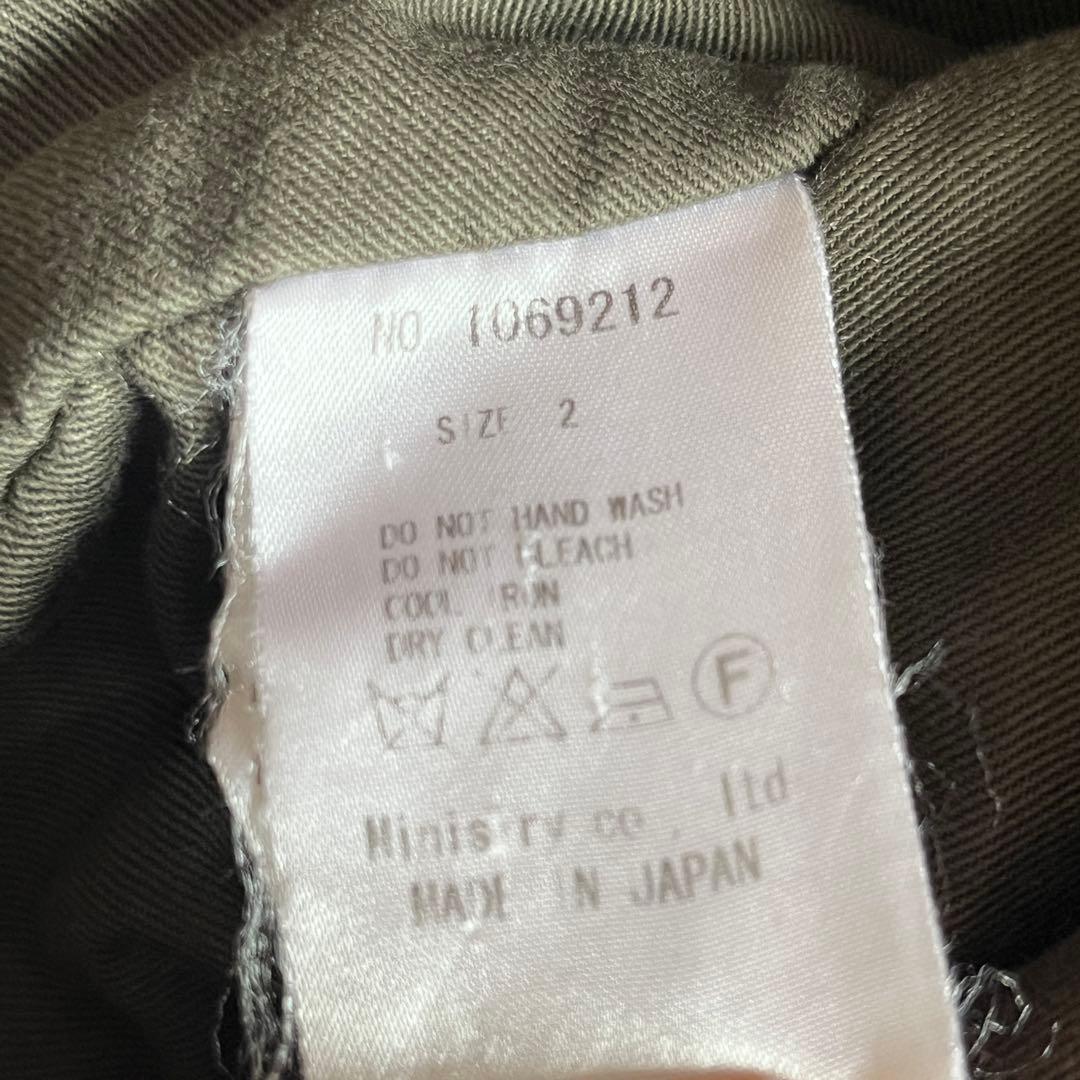 NO 1069212
SIZE 2
DO NOT HAND WASH
DO NOT BLEACH
COOL IRON
DRY CLEAN
F
Ministry co., ltd
MADE IN JAPAN